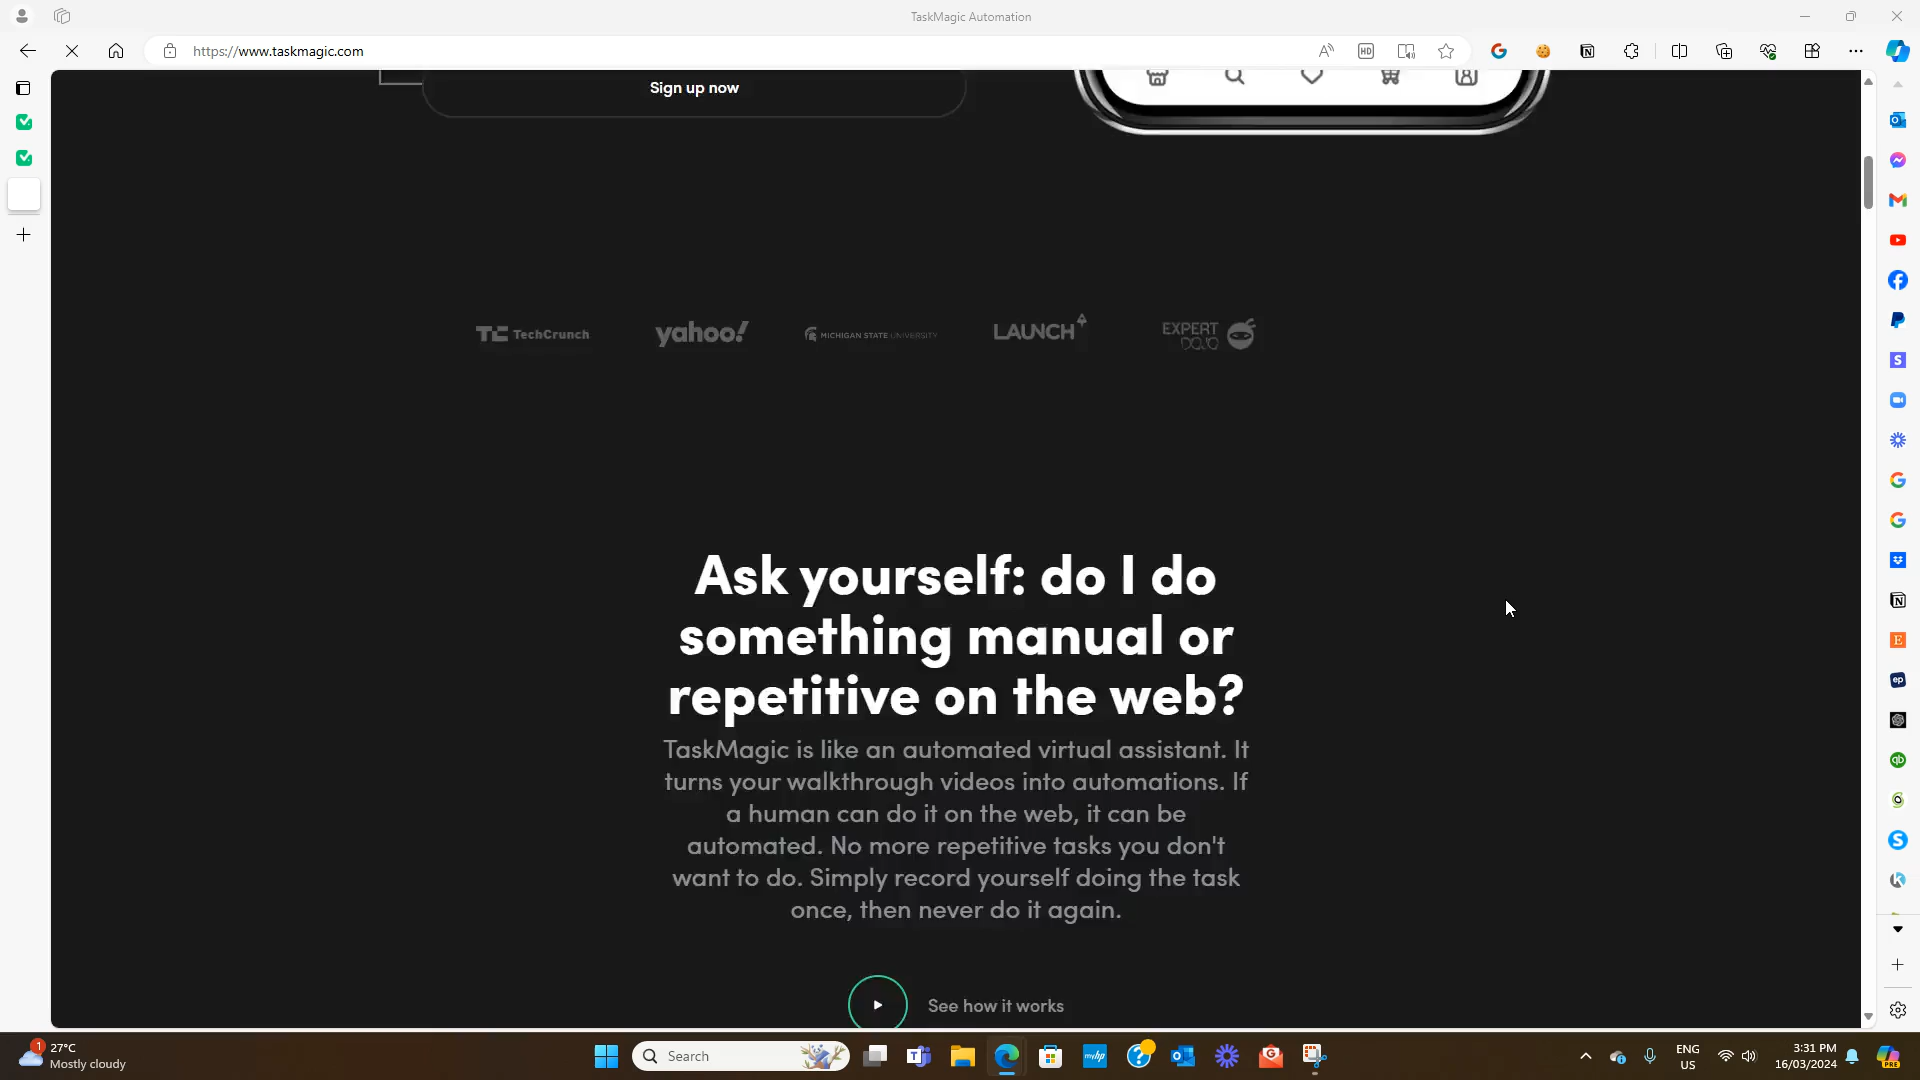 TaskMagic Automation
https://www.taskmagic.com
HD
Sign up now
TC TechCrunch
yahoo!
MICHIGAN STATE UNIVERSITY
LAUNCH
EXPERT
DOJO
Ask yourself: do I do
something manual or
repetitive on the web?
TaskMagic is like an automated virtual assistant. It
turns your walkthrough videos into automations. If
a human can do it on the web, it can be
automated. No more repetitive tasks you don't
want to do. Simply record yourself doing the task
once, then never do it again.
See how it works
1
27°C
Mostly cloudy
Search
ENG
US
3:31 PM
16/03/2024